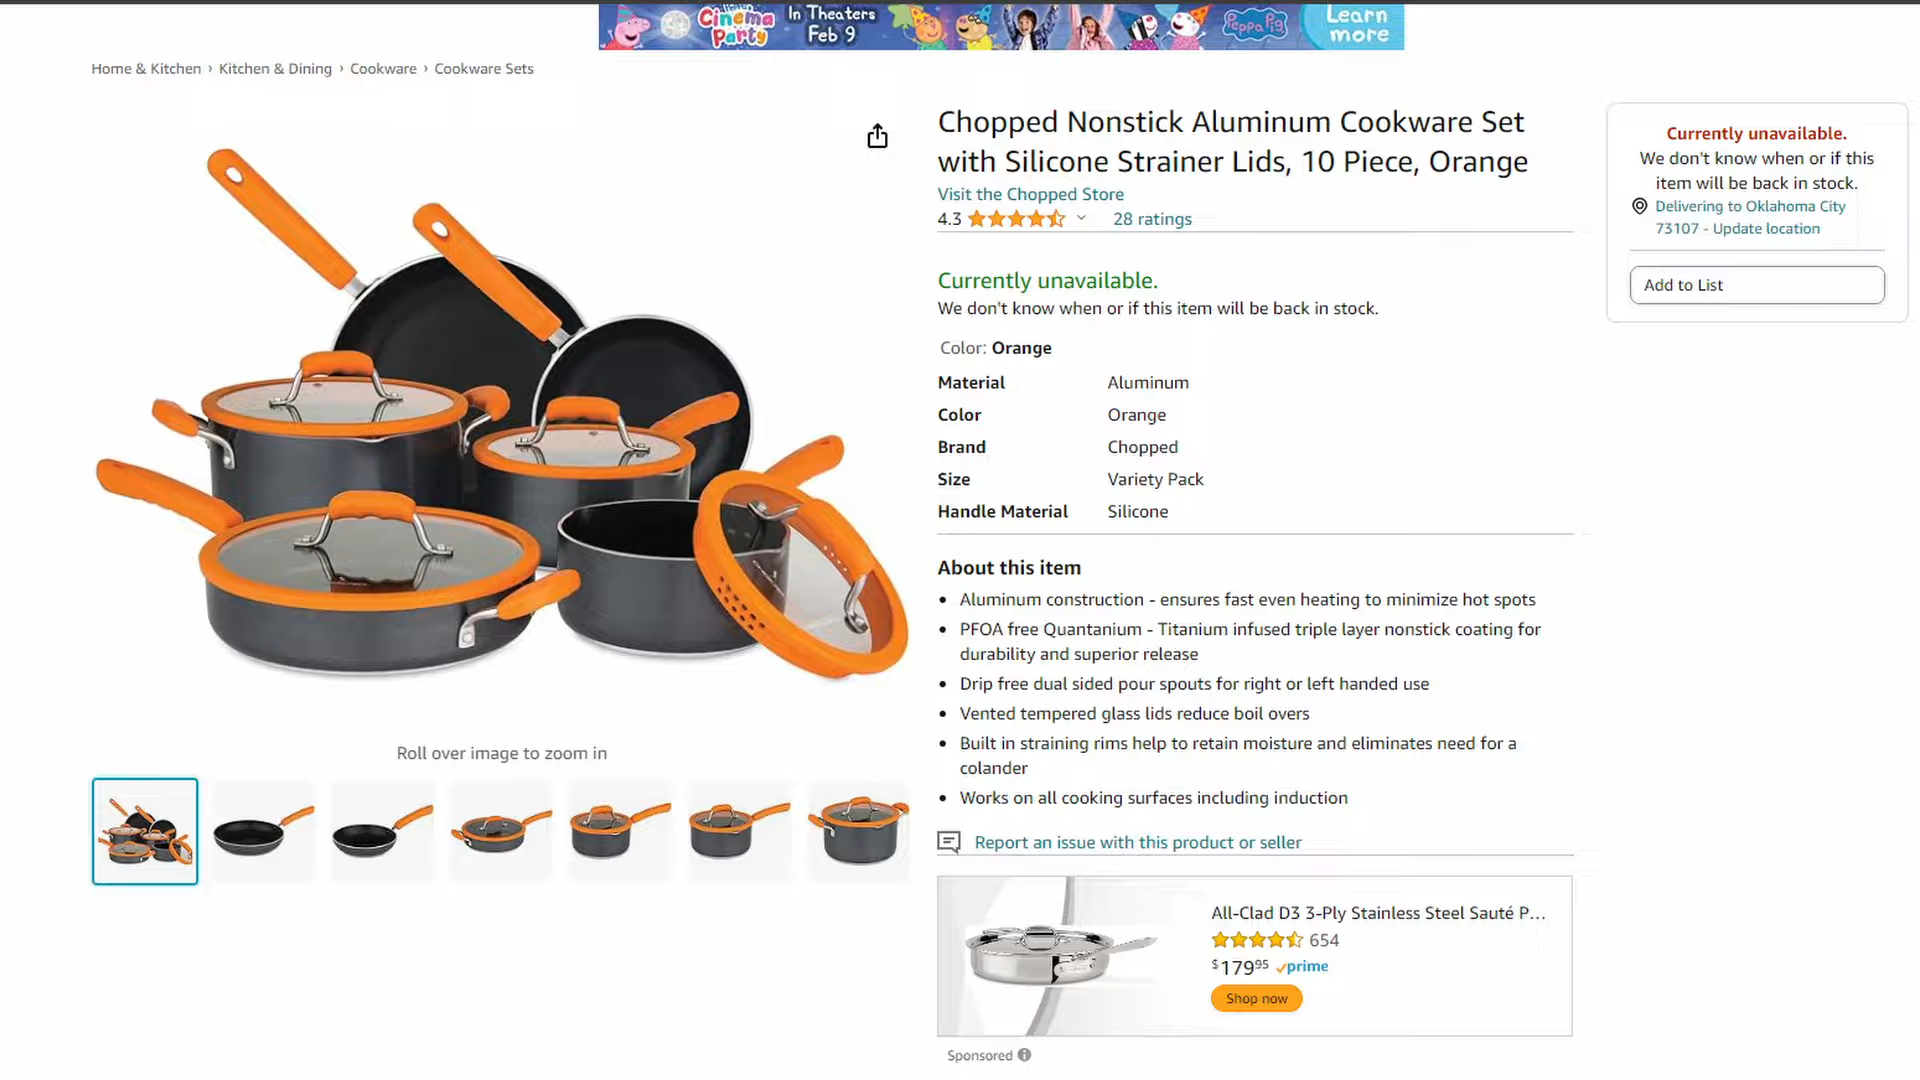 Cinema
Party
In Theaters
Feb 9
Peppa Pig
Learn
more
Home & Kitchen › Kitchen & Dining › Cookware › Cookware Sets
Chopped Nonstick Aluminum Cookware Set
with Silicone Strainer Lids, 10 Piece, Orange
Visit the Chopped Store
4.3 28 ratings
Currently unavailable.
We don't know when or if this item will be back in stock.
Color: Orange
Material Aluminum
Color Orange
Brand Chopped
Size Variety Pack
Handle Material Silicone
About this item
• Aluminum construction - ensures fast even heating to minimize hot spots
• PFOA free Quantanium - Titanium infused triple layer nonstick coating for
durability and superior release
• Drip free dual sided pour spouts for right or left handed use
• Vented tempered glass lids reduce boil overs
• Built in straining rims help to retain moisture and eliminates need for a
colander
• Works on all cooking surfaces including induction
Report an issue with this product or seller
All-Clad D3 3-Ply Stainless Steel Sauté P...
654
$17995 prime
Shop now
Sponsored
Roll over image to zoom in
Currently unavailable.
We don't know when or if this
item will be back in stock.
Delivering to Oklahoma City
73107 - Update location
Add to List